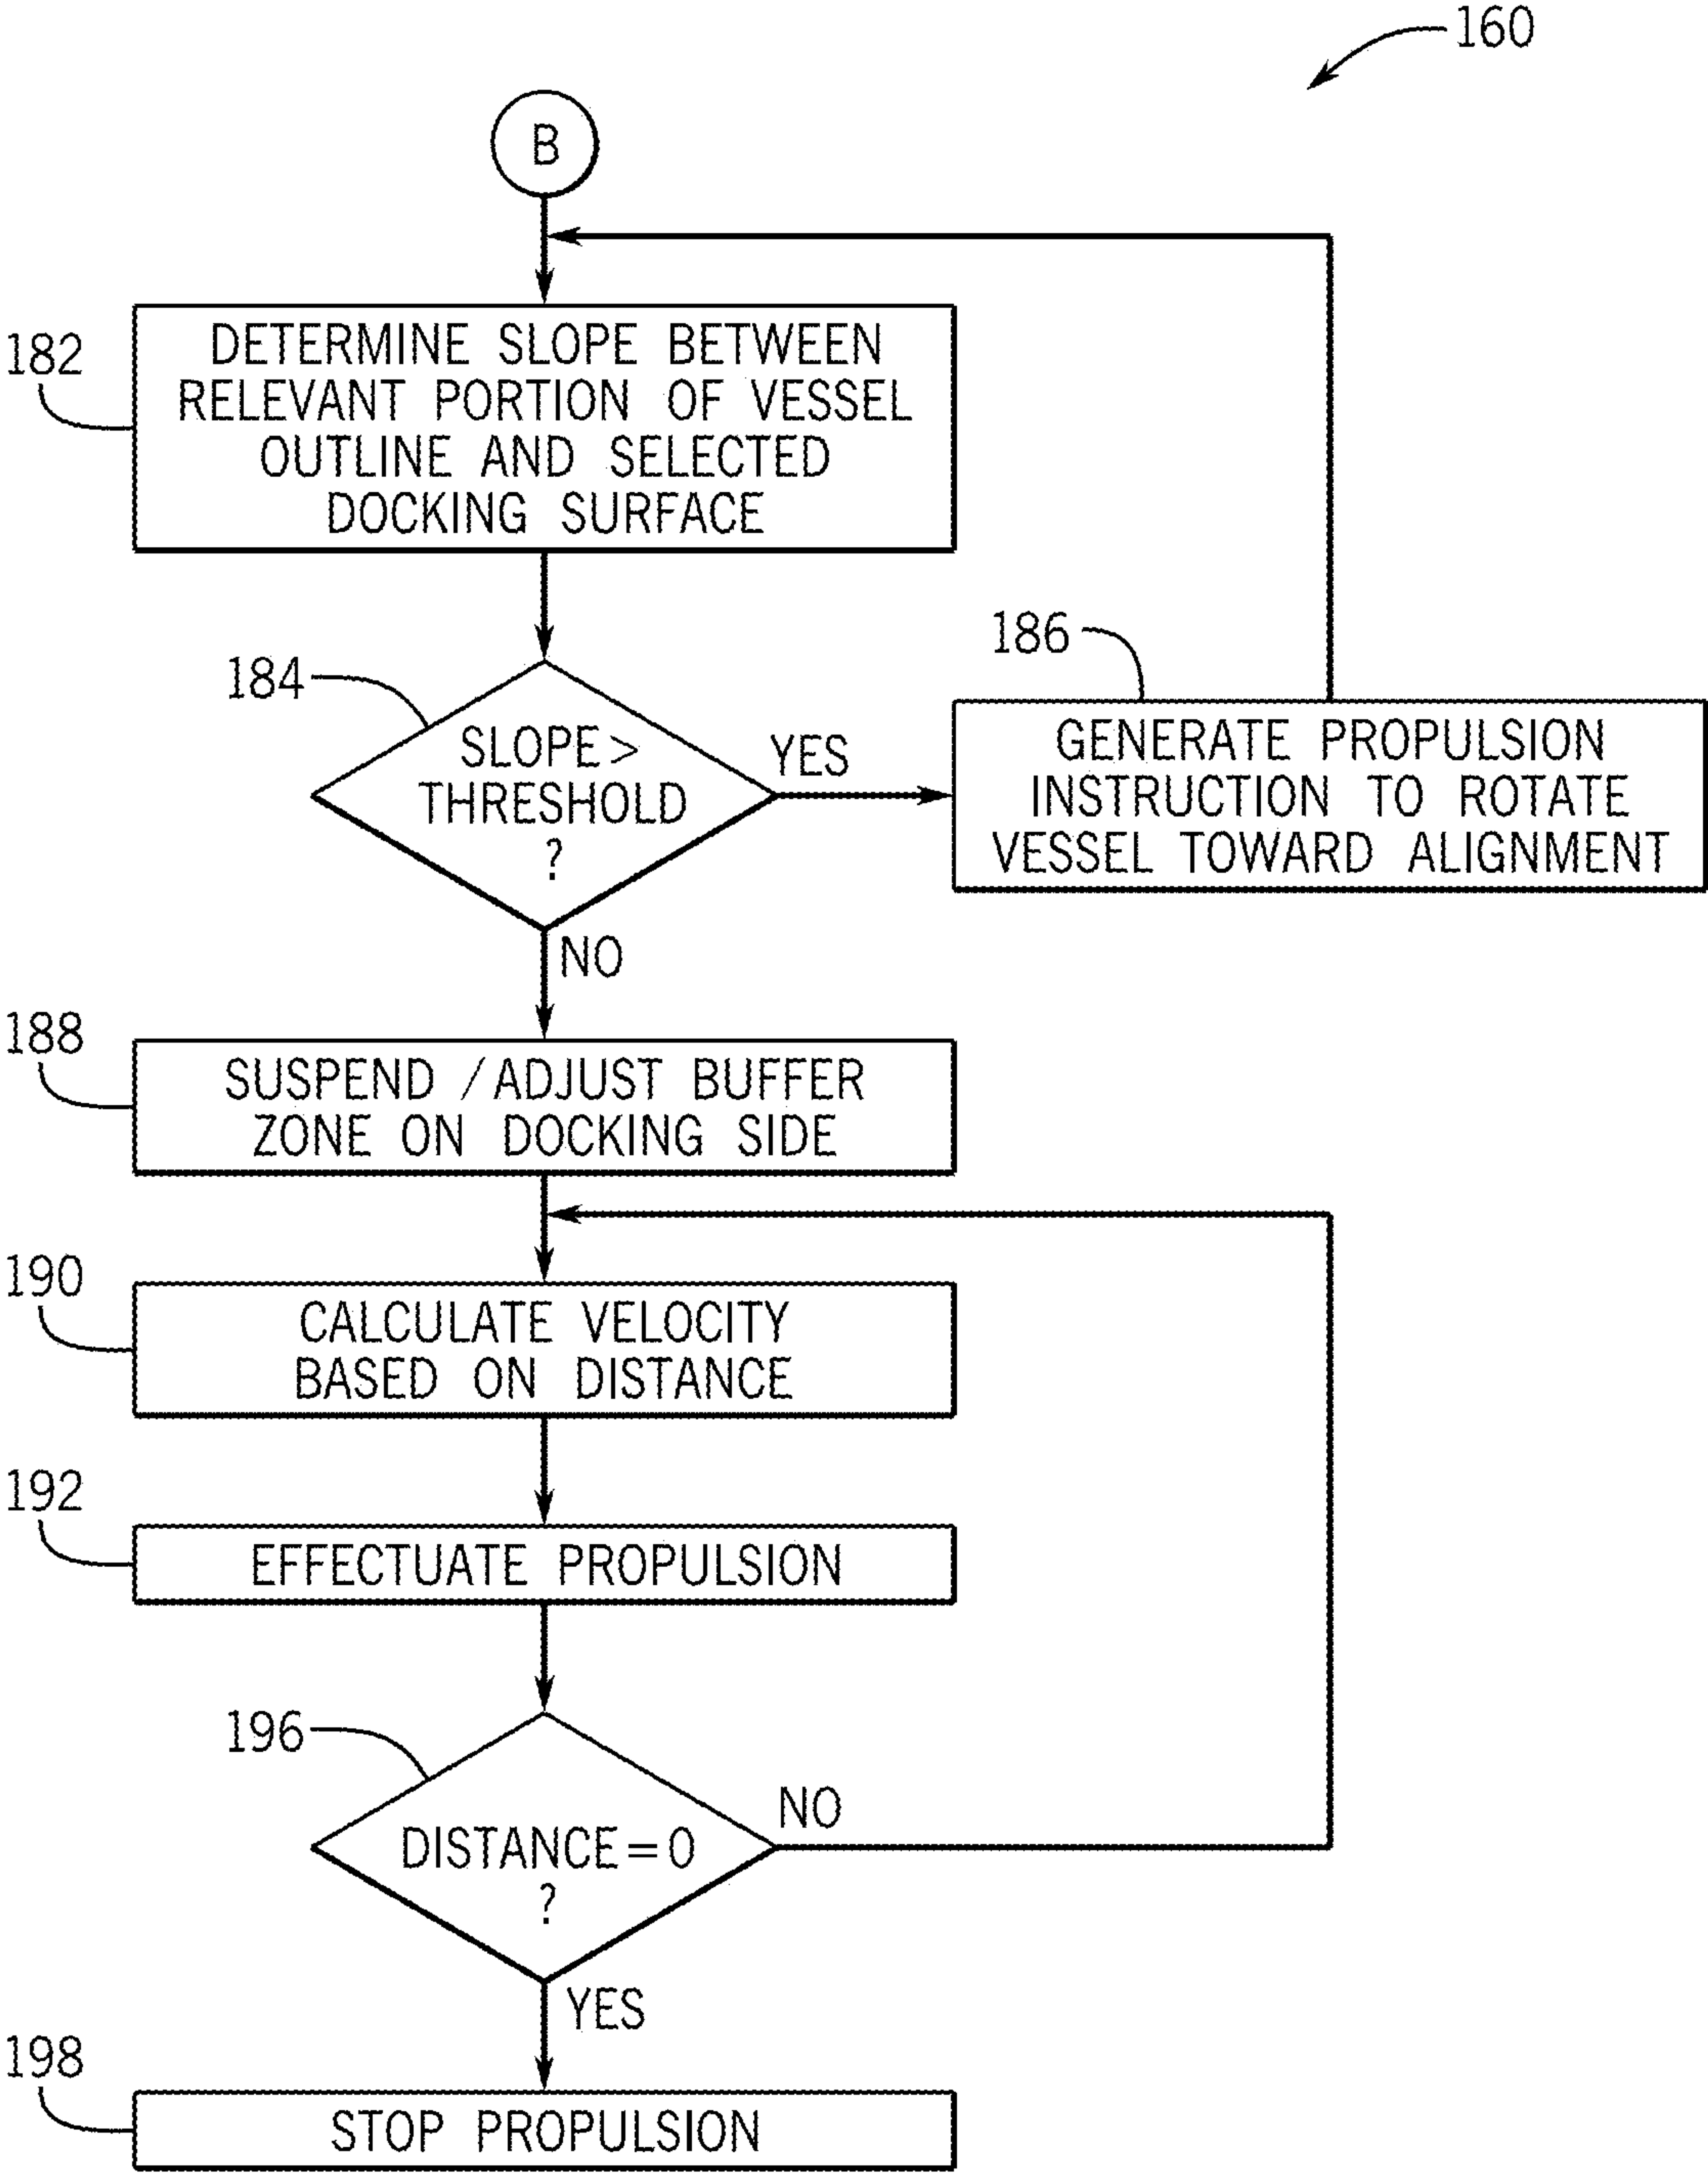 160
B
182
DETERMINE SLOPE BETWEEN
RELEVANT PORTION OF VESSEL
OUTLINE AND SELECTED
DOCKING SURFACE
184
SLOPE >
THRESHOLD
?
YES
186
GENERATE PROPULSION
INSTRUCTION TO ROTATE
VESSEL TOWARD ALIGNMENT
NO
188
SUSPEND /ADJUST BUFFER
ZONE ON DOCKING SIDE
190
CALCULATE VELOCITY
BASED ON DISTANCE
192
EFFECTUATE PROPULSION
196
DISTANCE = 0
?
NO
YES
198
STOP PROPULSION